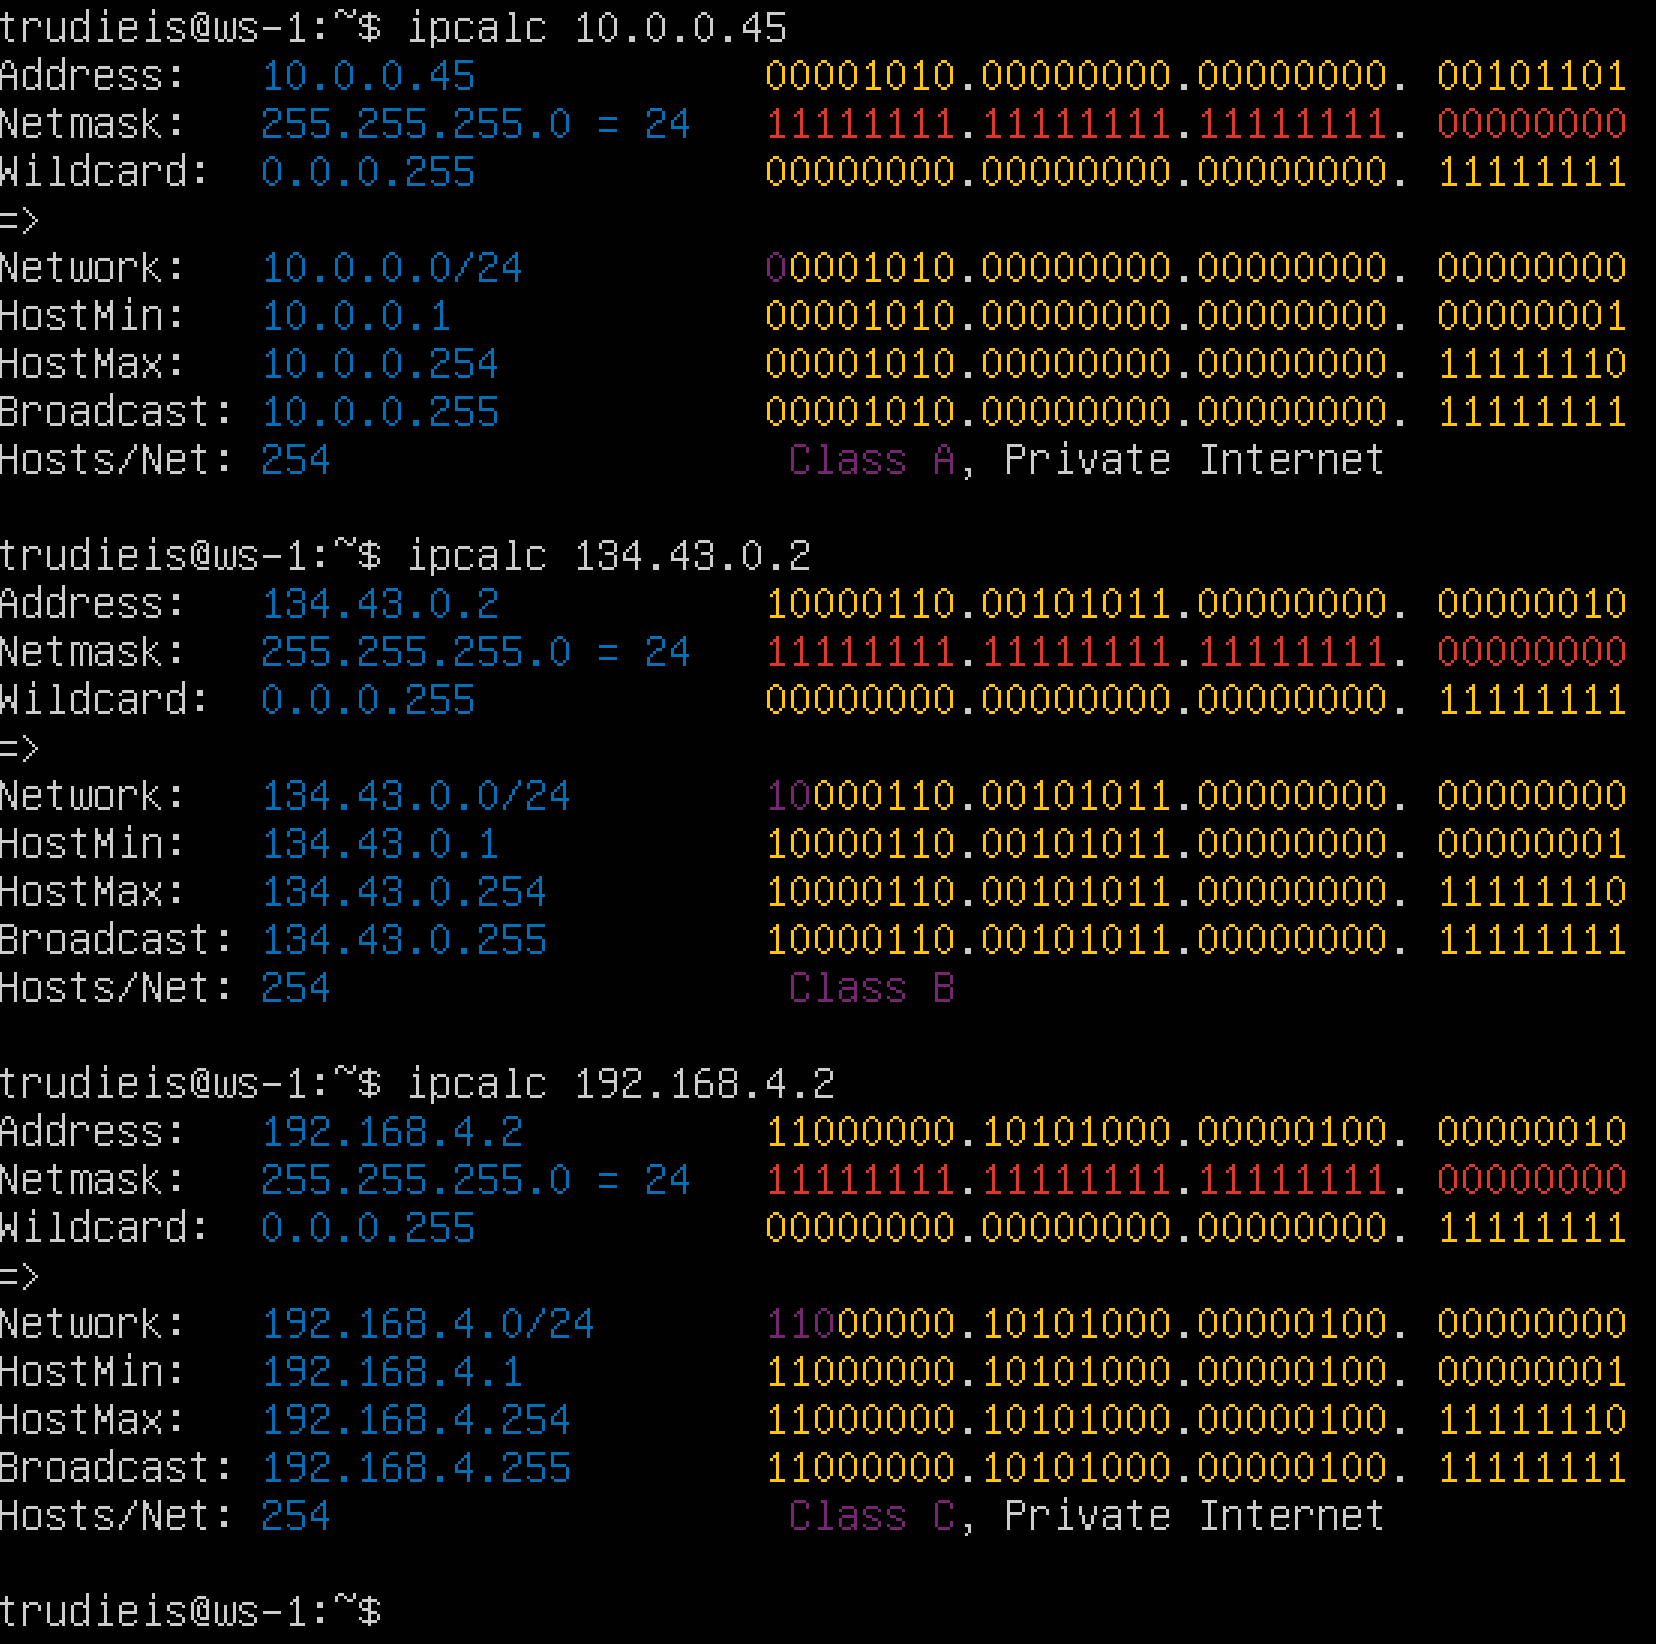 trudieis@ws-1:~$ ipcalc 10.0.0.45
Address:   10.0.0.45            00001010.00000000.00000000. 00101101
Netmask:   255.255.255.0 = 24   11111111.11111111.11111111. 00000000
Wildcard:  0.0.0.255            00000000.00000000.00000000. 11111111
=>
Network:   10.0.0.0/24          00001010.00000000.00000000. 00000000
HostMin:   10.0.0.1             00001010.00000000.00000000. 00000001
HostMax:   10.0.0.254           00001010.00000000.00000000. 11111110
Broadcast: 10.0.0.255           00001010.00000000.00000000. 11111111
Hosts/Net: 254                   Class A, Private Internet

trudieis@ws-1:~$ ipcalc 134.43.0.2
Address:   134.43.0.2           10000110.00101011.00000000. 00000010
Netmask:   255.255.255.0 = 24   11111111.11111111.11111111. 00000000
Wildcard:  0.0.0.255            00000000.00000000.00000000. 11111111
=>
Network:   134.43.0.0/24        10000110.00101011.00000000. 00000000
HostMin:   134.43.0.1           10000110.00101011.00000000. 00000001
HostMax:   134.43.0.254         10000110.00101011.00000000. 11111110
Broadcast: 134.43.0.255         10000110.00101011.00000000. 11111111
Hosts/Net: 254                   Class B

trudieis@ws-1:~$ ipcalc 192.168.4.2
Address:   192.168.4.2          11000000.10101000.00000100. 00000010
Netmask:   255.255.255.0 = 24   11111111.11111111.11111111. 00000000
Wildcard:  0.0.0.255            00000000.00000000.00000000. 11111111
=>
Network:   192.168.4.0/24       11000000.10101000.00000100. 00000000
HostMin:   192.168.4.1          11000000.10101000.00000100. 00000001
HostMax:   192.168.4.254        11000000.10101000.00000100. 11111110
Broadcast: 192.168.4.255        11000000.10101000.00000100. 11111111
Hosts/Net: 254                   Class C, Private Internet

trudieis@ws-1:~$